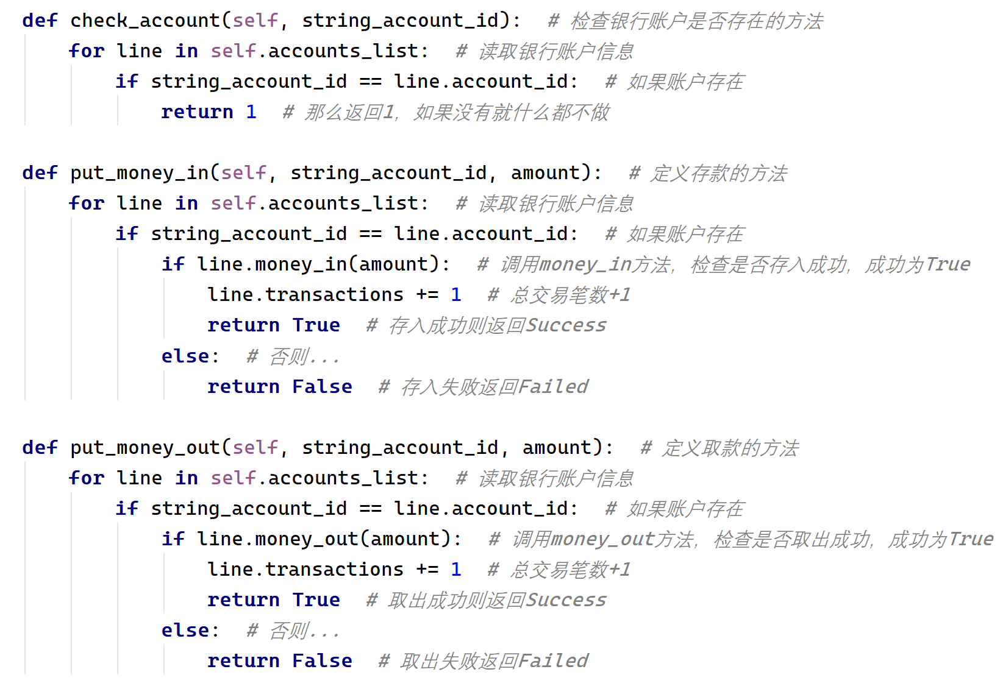 def check_account(self, string_account_id):  # 检查银行账户是否存在的方法
    for line in self.accounts_list:  # 读取银行账户信息
        if string_account_id == line.account_id:  # 如果账户存在
            return 1  # 那么返回1，如果没有就什么都不做

def put_money_in(self, string_account_id, amount):  # 定义存款的方法
    for line in self.accounts_list:  # 读取银行账户信息
        if string_account_id == line.account_id:  # 如果账户存在
            if line.money_in(amount):  # 调用money_in方法，检查是否存入成功，成功为True
                line.transactions += 1  # 总交易笔数+1
                return True  # 存入成功则返回Success
            else:  # 否则...
                return False  # 存入失败返回Failed

def put_money_out(self, string_account_id, amount):  # 定义取款的方法
    for line in self.accounts_list:  # 读取银行账户信息
        if string_account_id == line.account_id:  # 如果账户存在
            if line.money_out(amount):  # 调用money_out方法，检查是否取出成功，成功为True
                line.transactions += 1  # 总交易笔数+1
                return True  # 取出成功则返回Success
            else:  # 否则...
                return False  # 取出失败返回Failed